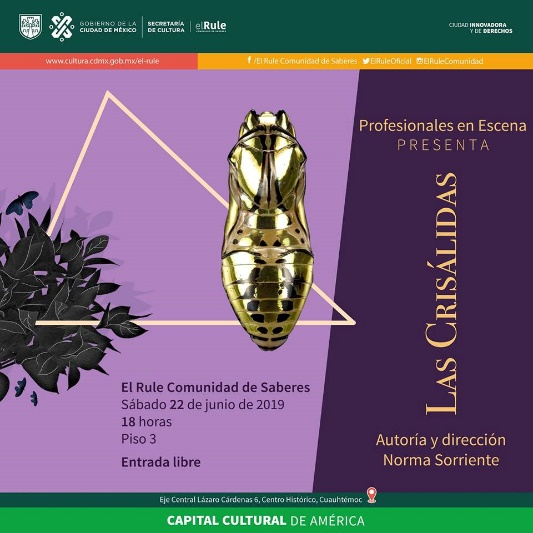 GOBIERNO DE LA
CIUDAD DE MÉXICO
SECRETARÍA
DE CULTURA
elRule
CIUDAD INNOVADORA
Y DE DERECHOS
www.cultura.cdmx.gob.mx/el-rule
/El Rule Comunidad de Saberes
ElRuleOficial
ElRuleComunidad
Profesionales en Escena
PRESENTA
LAS CRISÁLIDAS
Autoría y dirección
Norma Sorriente
El Rule Comunidad de Saberes
Sábado 22 de junio de 2019
18 horas
Piso 3
Entrada libre
Eje Central Lázaro Cárdenas 6, Centro Histórico, Cuauhtémoc
CAPITAL CULTURAL DE AMÉRICA